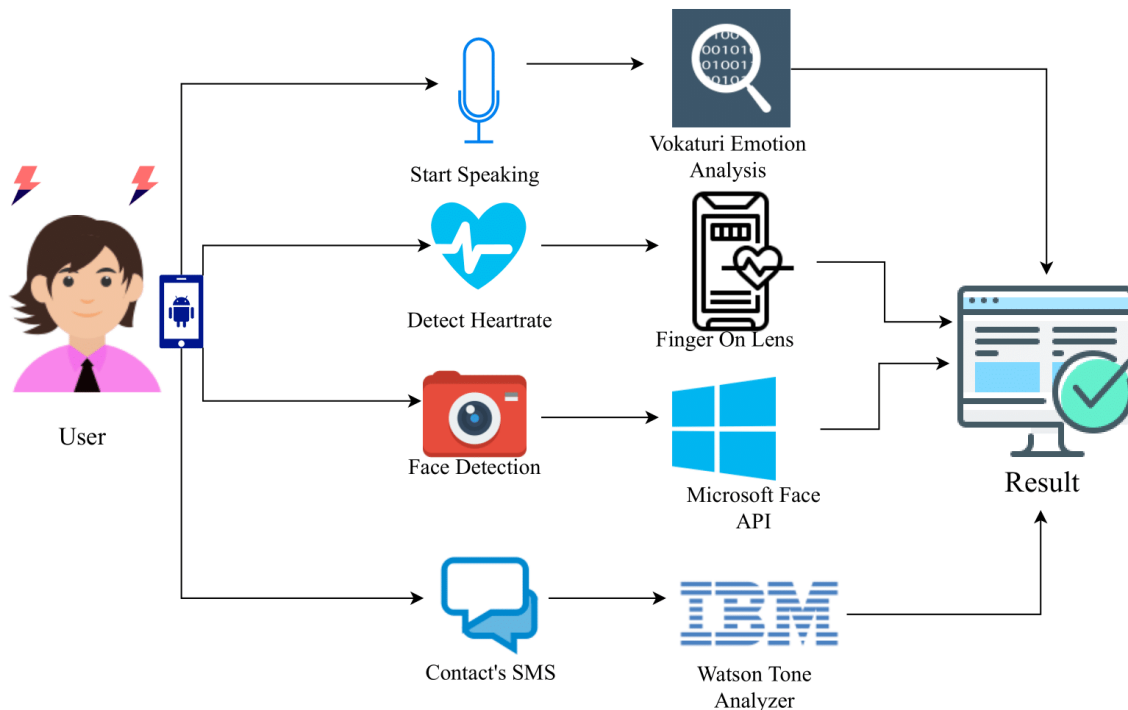 Start Speaking
Vokaturi Emotion
Analysis
Detect Heartrate
Finger On Lens
User
Face Detection
Microsoft Face
API
Result
Contact's SMS
IBM
Watson Tone
Analyzer